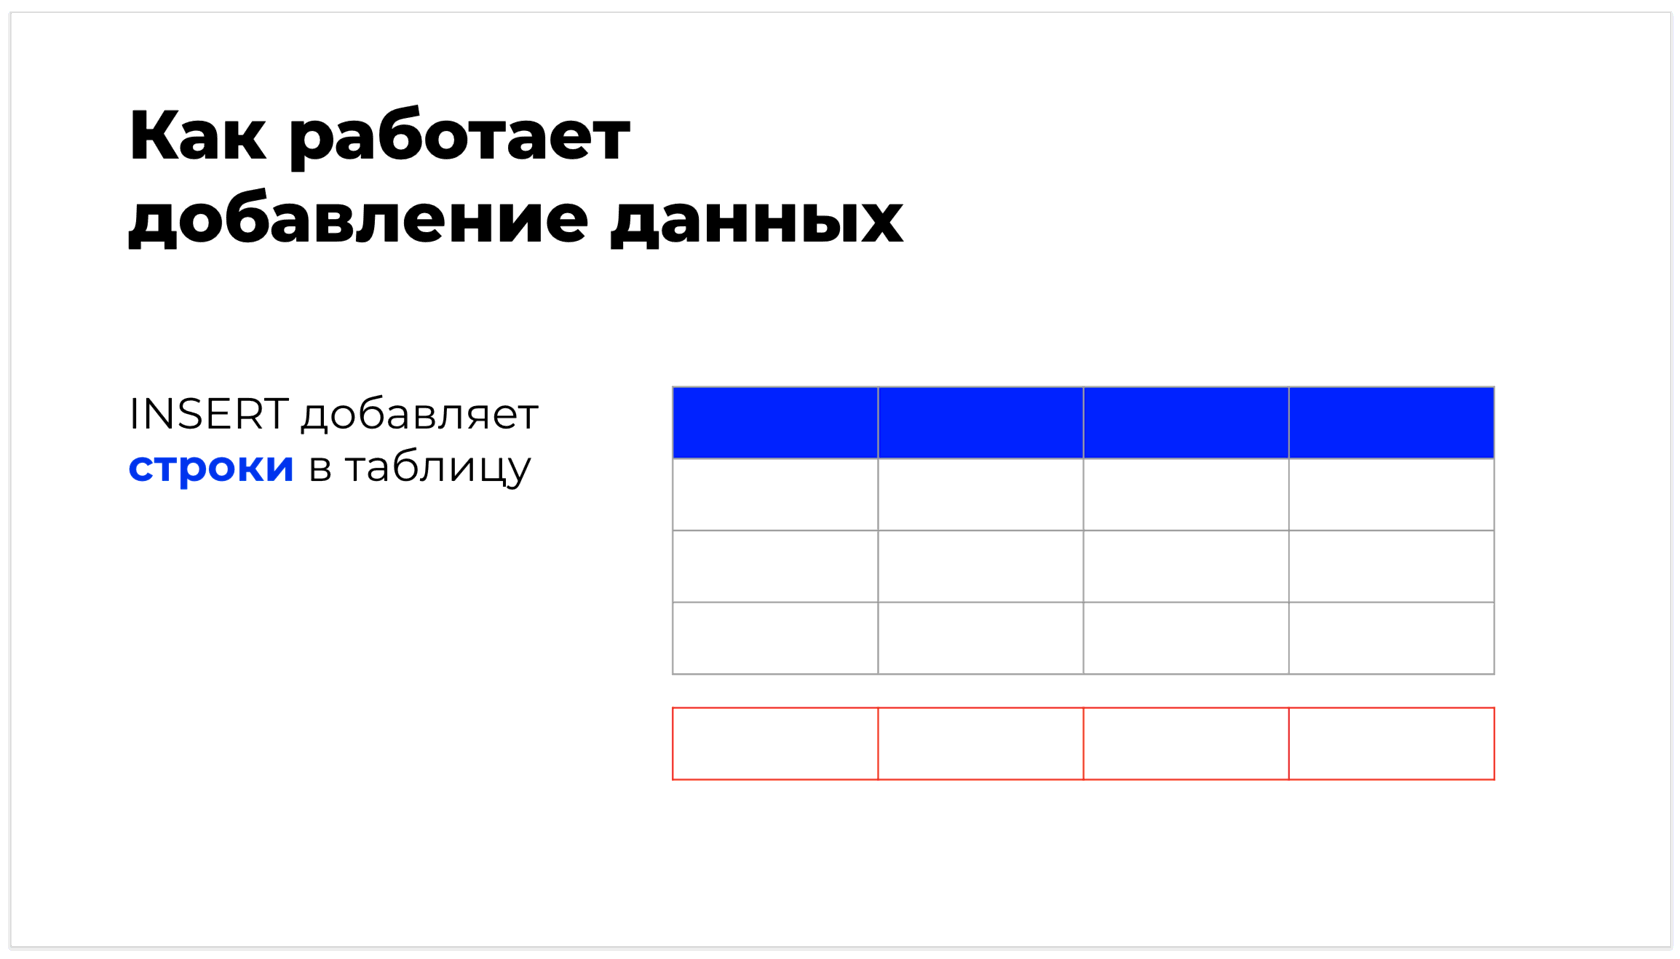 Как работает
добавление данных
INSERT добавляет
строки в таблицу